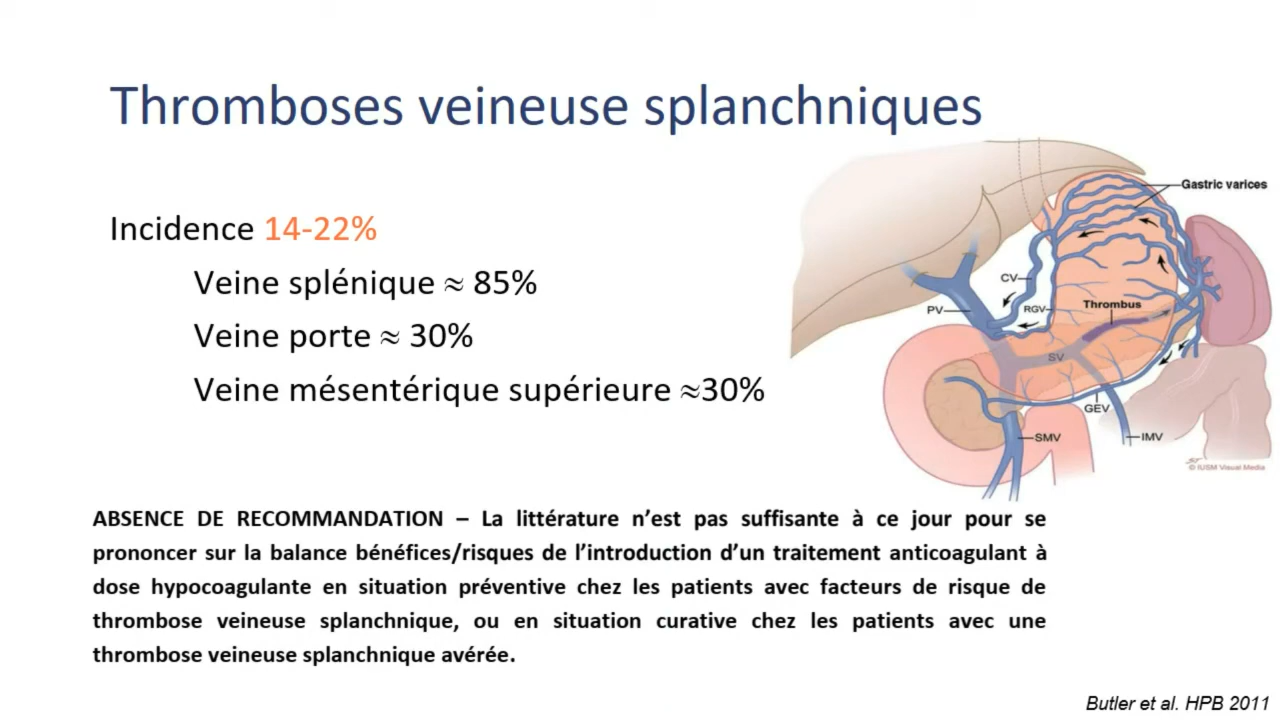 Thromboses veineuse splanchniques
Incidence 14-22%
Veine splénique ≈ 85%
Veine porte ≈ 30%
Veine mésentérique supérieure ≈30%
Gastric varices
CV
PV
RGV
Thrombus
SV
GEV
SMV
IMV
© IUSM Visual Media
ABSENCE DE RECOMMANDATION – La littérature n’est pas suffisante à ce jour pour se
prononcer sur la balance bénéfices/risques de l’introduction d’un traitement anticoagulant à
dose hypocoagulante en situation préventive chez les patients avec facteurs de risque de
thrombose veineuse splanchnique, ou en situation curative chez les patients avec une
thrombose veineuse splanchnique avérée.
Butler et al. HPB 2011